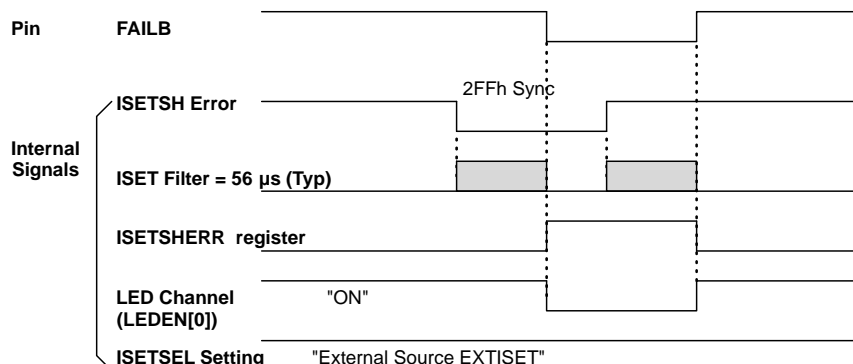 Pin FAILB
2FFh Sync
ISETSH Error
Internal
Signals
ISET Filter = 56 µs (Typ)
ISETSHERR register
LED Channel "ON"
(LEDEN[0])
ISETSEL Setting "External Source EXTISET"